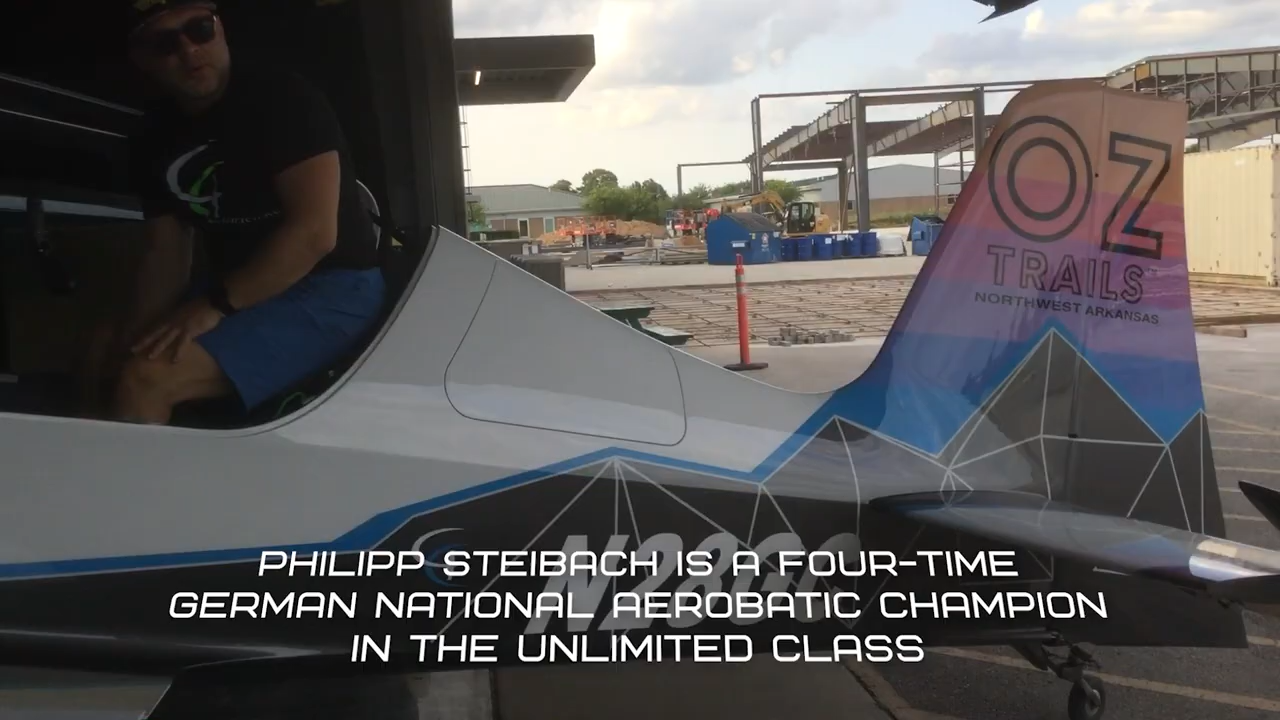 OZ
TRAILS
NORTHWEST ARKANSAS
PHILIPP STEIBACH IS A FOUR-TIME
GERMAN NATIONAL AEROBATIC CHAMPION
IN THE UNLIMITED CLASS